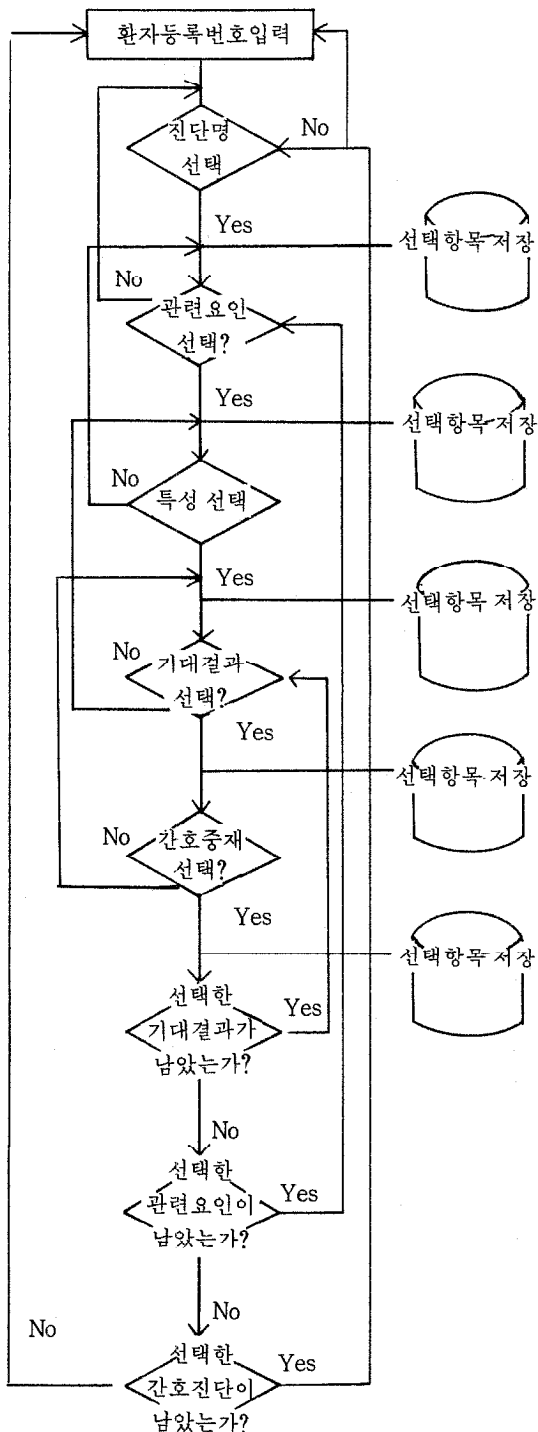 환자등록번호입력
No
진단명
선택
Yes
선택항목 저장
No
관련요인
선택?
Yes
선택항목 저장
No
특성 선택
Yes
선택항목 저장
No
기대결과
선택?
Yes
선택항목 저장
No
간호중재
선택?
Yes
선택항목 저장
선택한
Yes
기대결과가
남았는가?
No
선택한
Yes
관련요인이
남았는가?
No
No
선택한
Yes
간호진단이
남았는가?